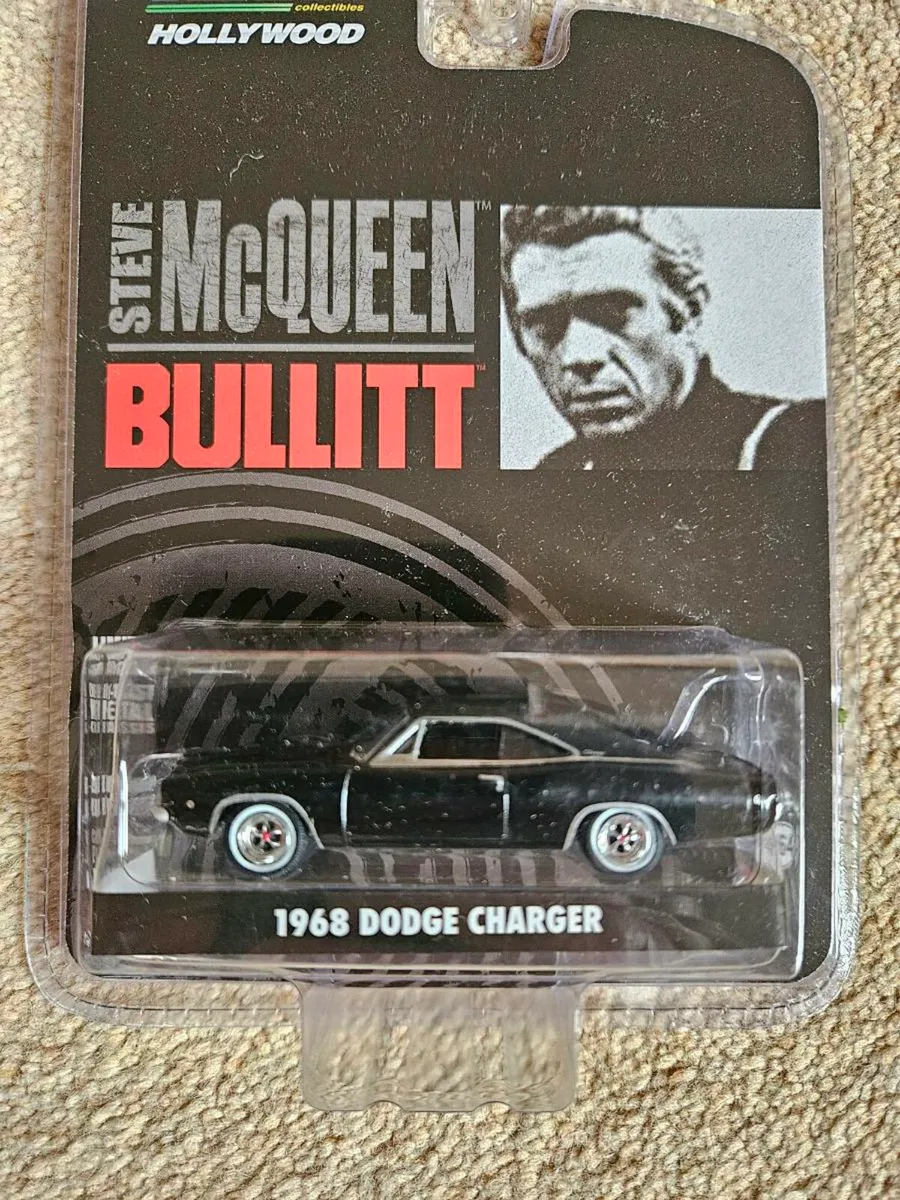 collectibles
HOLLYWOOD
STEVE
McQUEEN™
BULLITT™
1968 DODGE CHARGER